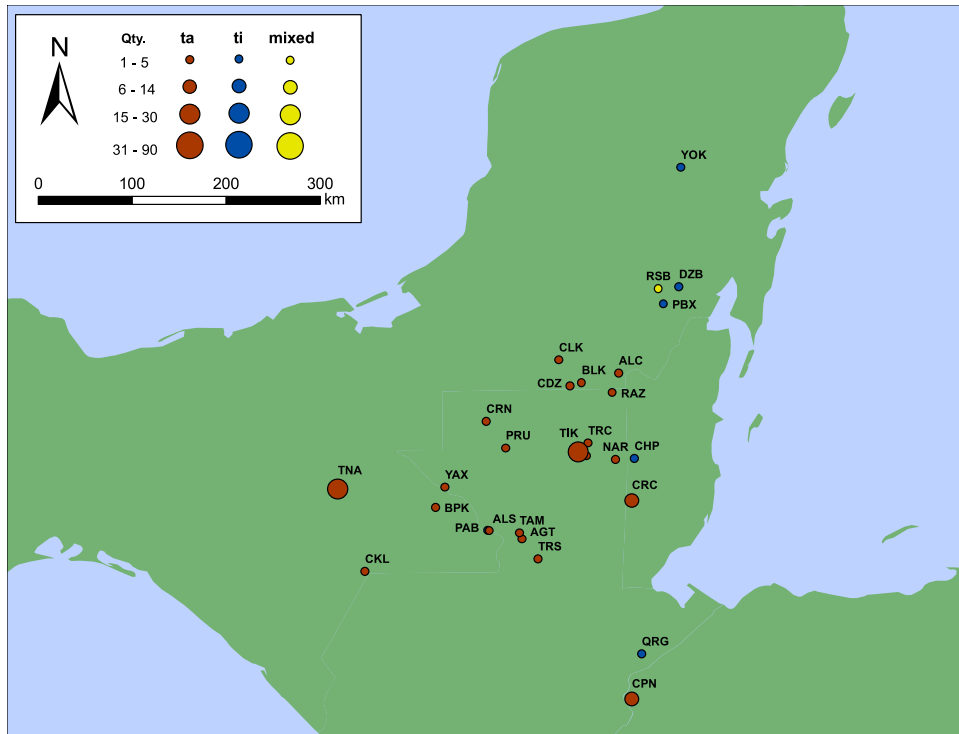 Qty. ta ti mixed
N
1 - 5
6 - 14
15 - 30
31 - 90
0 100 200 300
km
YOK
RSB DZB
PBX
CLK
ALC
BLK
CDZ
RAZ
CRN
PRU
TIK TRC
NAR CHP
TNA
YAX
CRC
BPK
PAB ALS TAM
AGT
TRS
CKL
QRG
CPN